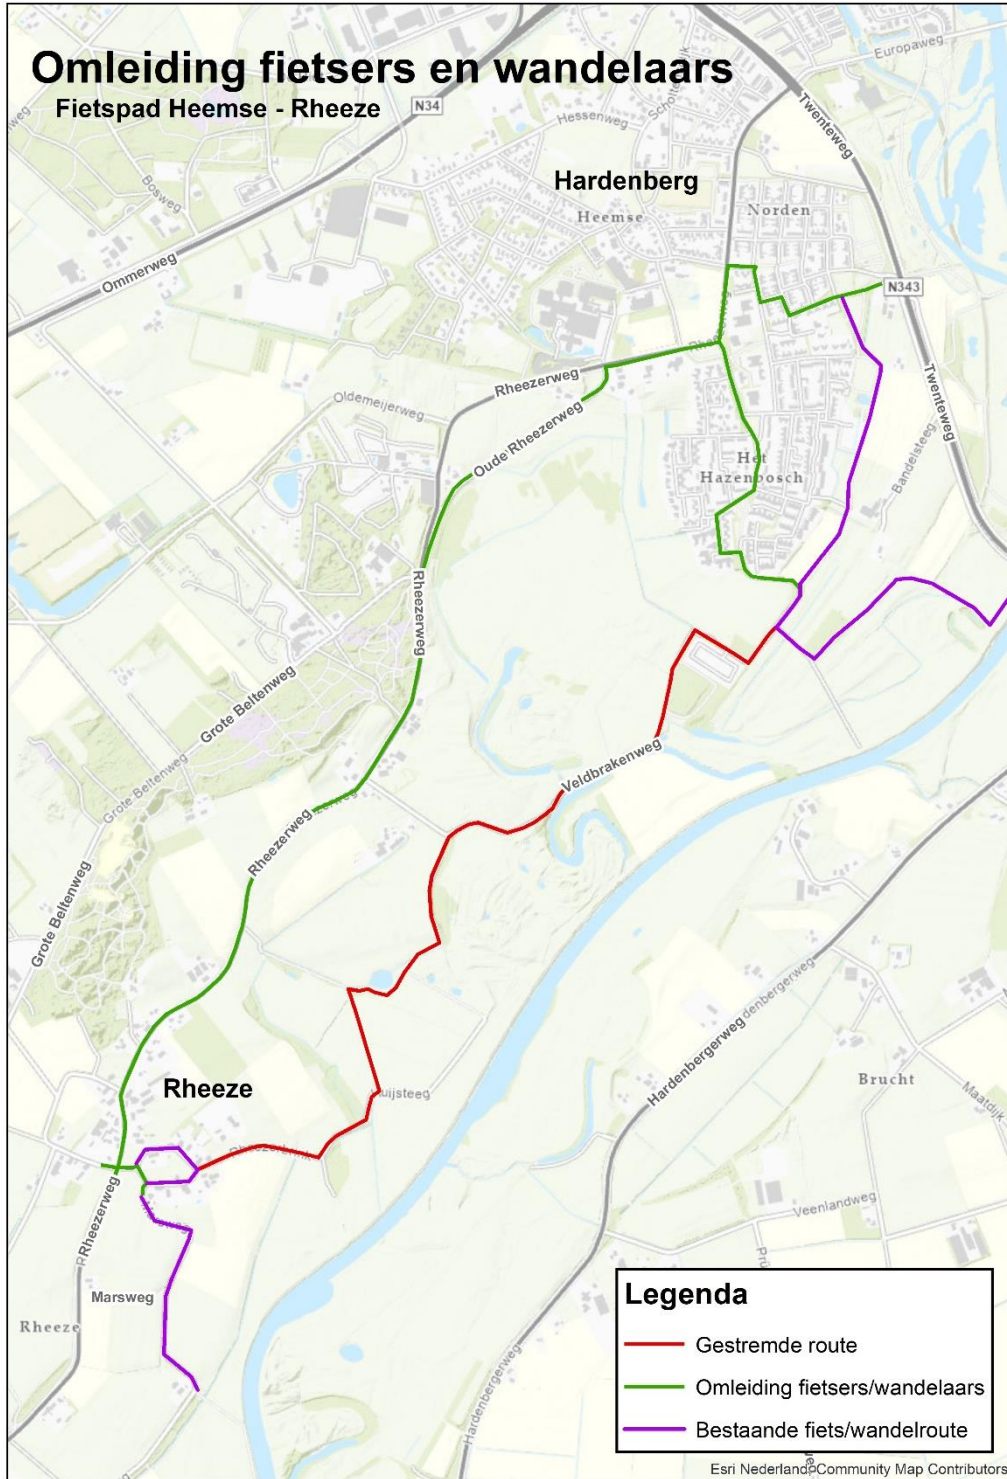 Omleiding fietsers en wandelaars
Fietspad Heemse - Rheeze
N34
Europaweg
Hessenweg
Twenteweg
Bosweg
Hardenberg
Heemse
Norden
Ommerweg
N343
Rheezerweg
Oldemeijerweg
Twenteweg
Oude Rheezerweg
Het
Hazenbosch
Bandelsteeg
Rheezerweg
Grote Beltenweg
Veldbrakenweg
Grote Beltenweg
Rheezerweg
Grote Beltenweg
Hardenbergerweg
Brucht
Maatdijk
Rheeze
Rheezerweg
Veenlandweg
Marsweg
Rheeze
Hardenbergerweg
Legenda
Gestremde route
Omleiding fietsers/wandelaars
Bestaande fiets/wandelroute
Esri Nederland, Community Map Contributors